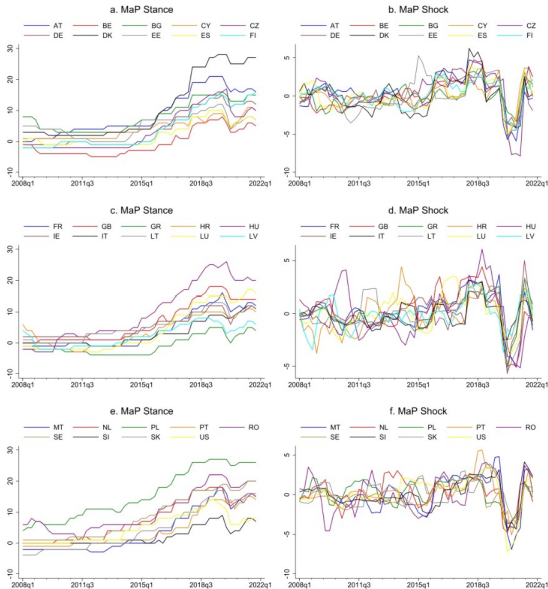 a. MaP Stance
AT BE BG CY CZ
DE DK EE ES FI
30
20
10
0
-10
2008q1 2011q3 2015q1 2018q3 2022q1
b. MaP Shock
AT BE BG CY CZ
DE DK EE ES FI
5
0
-5
-10
2008q1 2011q3 2015q1 2018q3 2022q1
c. MaP Stance
FR GB GR HR HU
IE IT LT LU LV
30
20
10
0
-10
2008q1 2011q3 2015q1 2018q3 2022q1
d. MaP Shock
FR GB GR HR HU
IE IT LT LU LV
5
0
-5
2008q1 2011q3 2015q1 2018q3 2022q1
e. MaP Stance
MT NL PL PT RO
SE SI SK US
30
20
10
0
-10
2008q1 2011q3 2015q1 2018q3 2022q1
f. MaP Shock
MT NL PL PT RO
SE SI SK US
5
0
-5
-10
2008q1 2011q3 2015q1 2018q3 2022q1